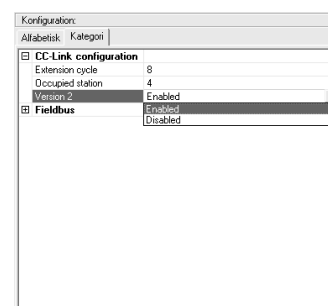 Konfiguration:
Alfabetisk Kategori
CC-Link configuration
Extension cycle 8
Occupied station 4
Version 2 Enabled
Enabled
Fieldbus
Disabled